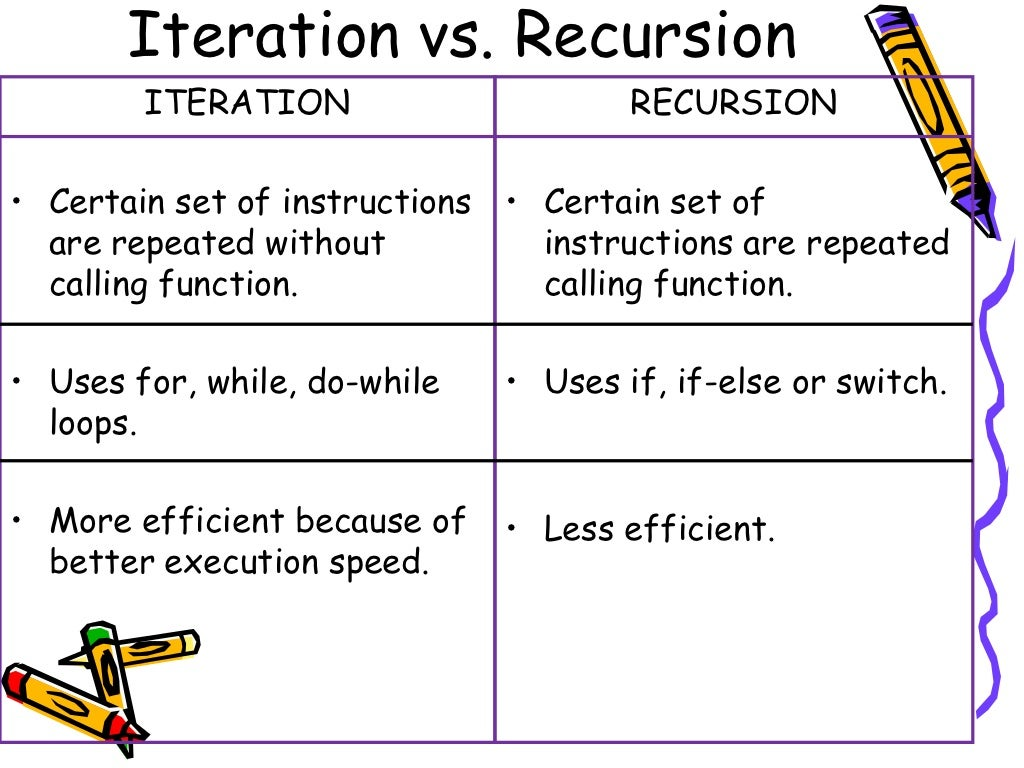 Iteration vs. Recursion
ITERATION
RECURSION
• Certain set of instructions
are repeated without
calling function.
• Certain set of
instructions are repeated
calling function.
• Uses for, while, do-while
loops.
• Uses if, if-else or switch.
• More efficient because of
better execution speed.
• Less efficient.